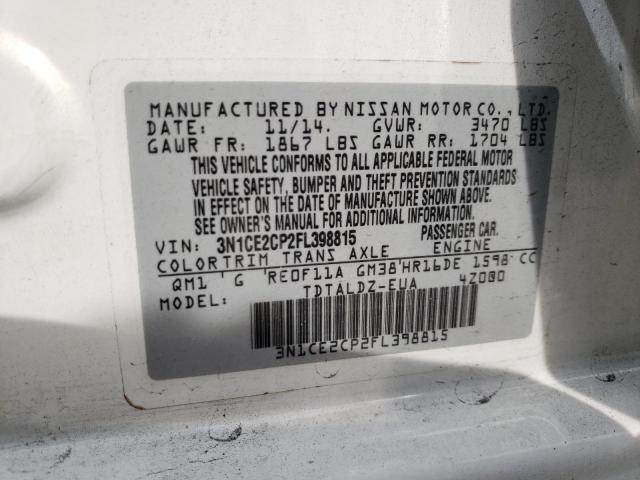 MANUFACTURED BY NISSAN MOTOR CO., LTD.
DATE: 11/14. GVWR: 3470 LBS
GAWR FR: 1867 LBS GAWR RR: 1704 LBS
THIS VEHICLE CONFORMS TO ALL APPLICABLE FEDERAL MOTOR
VEHICLE SAFETY, BUMPER AND THEFT PREVENTION STANDARDS
IN EFFECT ON THE DATE OF MANUFACTURE SHOWN ABOVE.
SEE OWNER'S MANUAL FOR ADDITIONAL INFORMATION.
VIN: 3N1CE2CP2FL398815 PASSENGER CAR.
COLOR TRIM TRANS AXLE ENGINE
QM1 ' G 'RE0F11A GM38'HR16DE 1598 CC
MODEL: TDTALDZ-EUA 4Z000
3N1CE2CP2FL398815